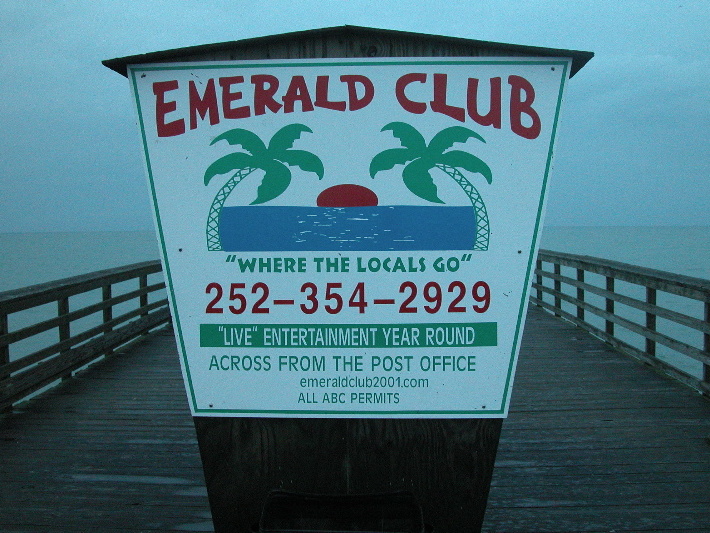 EMERALD CLUB
"WHERE THE LOCALS GO"
252-354-2929
"LIVE" ENTERTAINMENT YEAR ROUND
ACROSS FROM THE POST OFFICE
emeraldclub2001.com
ALL ABC PERMITS